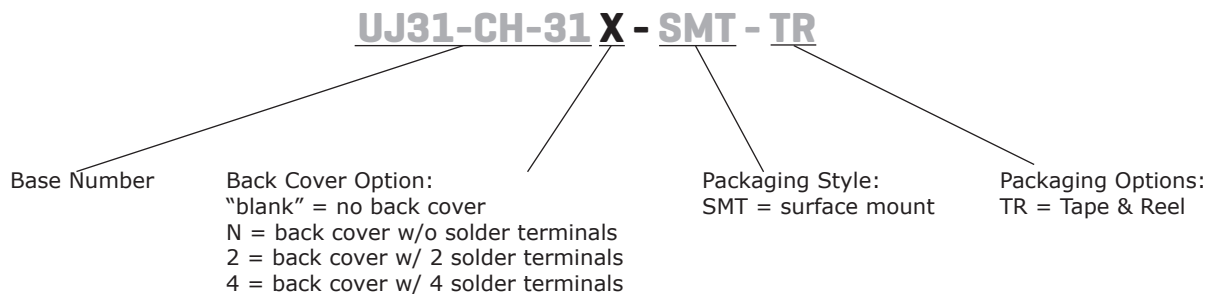 UJ31-CH-31 X - SMT - TR
Base Number
Back Cover Option:
“blank” = no back cover
N = back cover w/o solder terminals
2 = back cover w/ 2 solder terminals
4 = back cover w/ 4 solder terminals
Packaging Style:
SMT = surface mount
Packaging Options:
TR = Tape & Reel